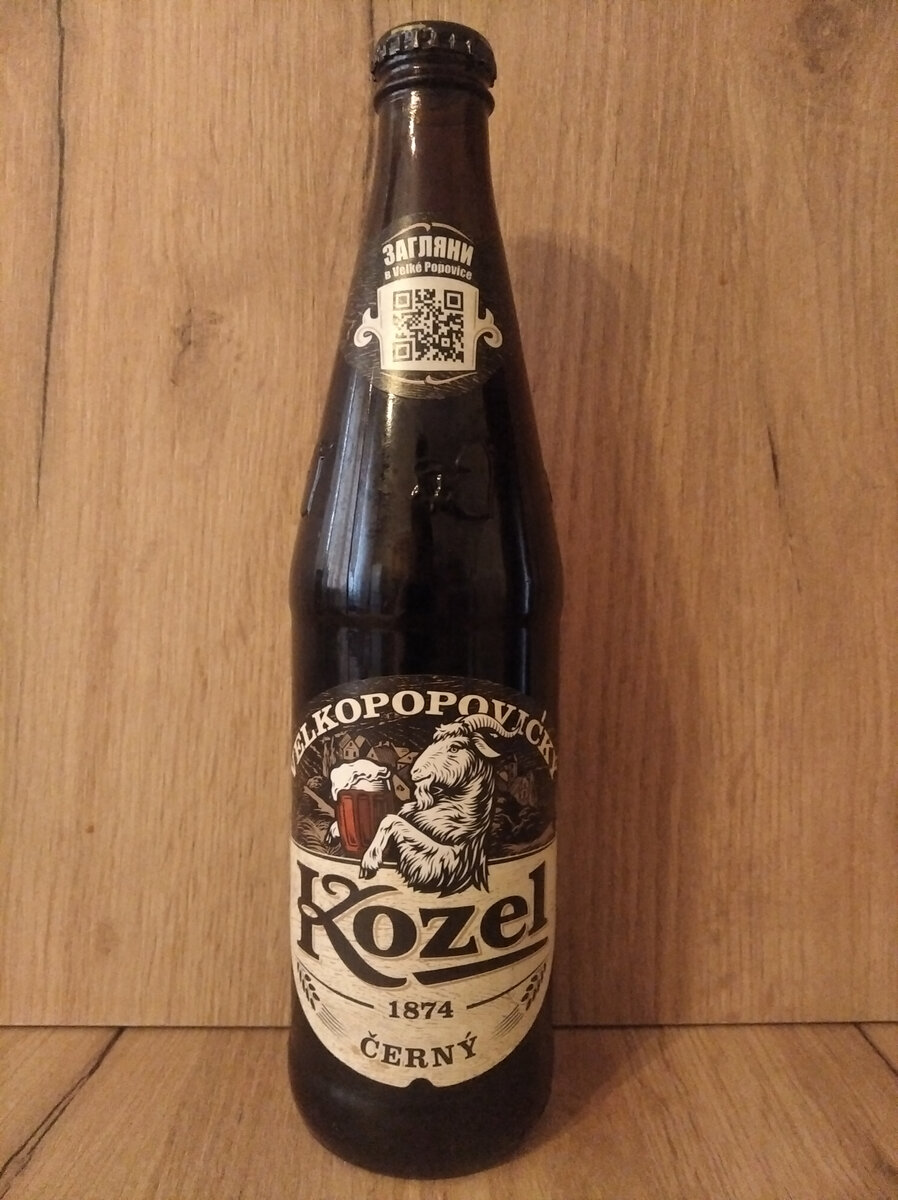 ЗАГЛЯНИ
в Velké Popovice
VELKOPOPOVICKÝ
Kozel
1874
ČERNÝ